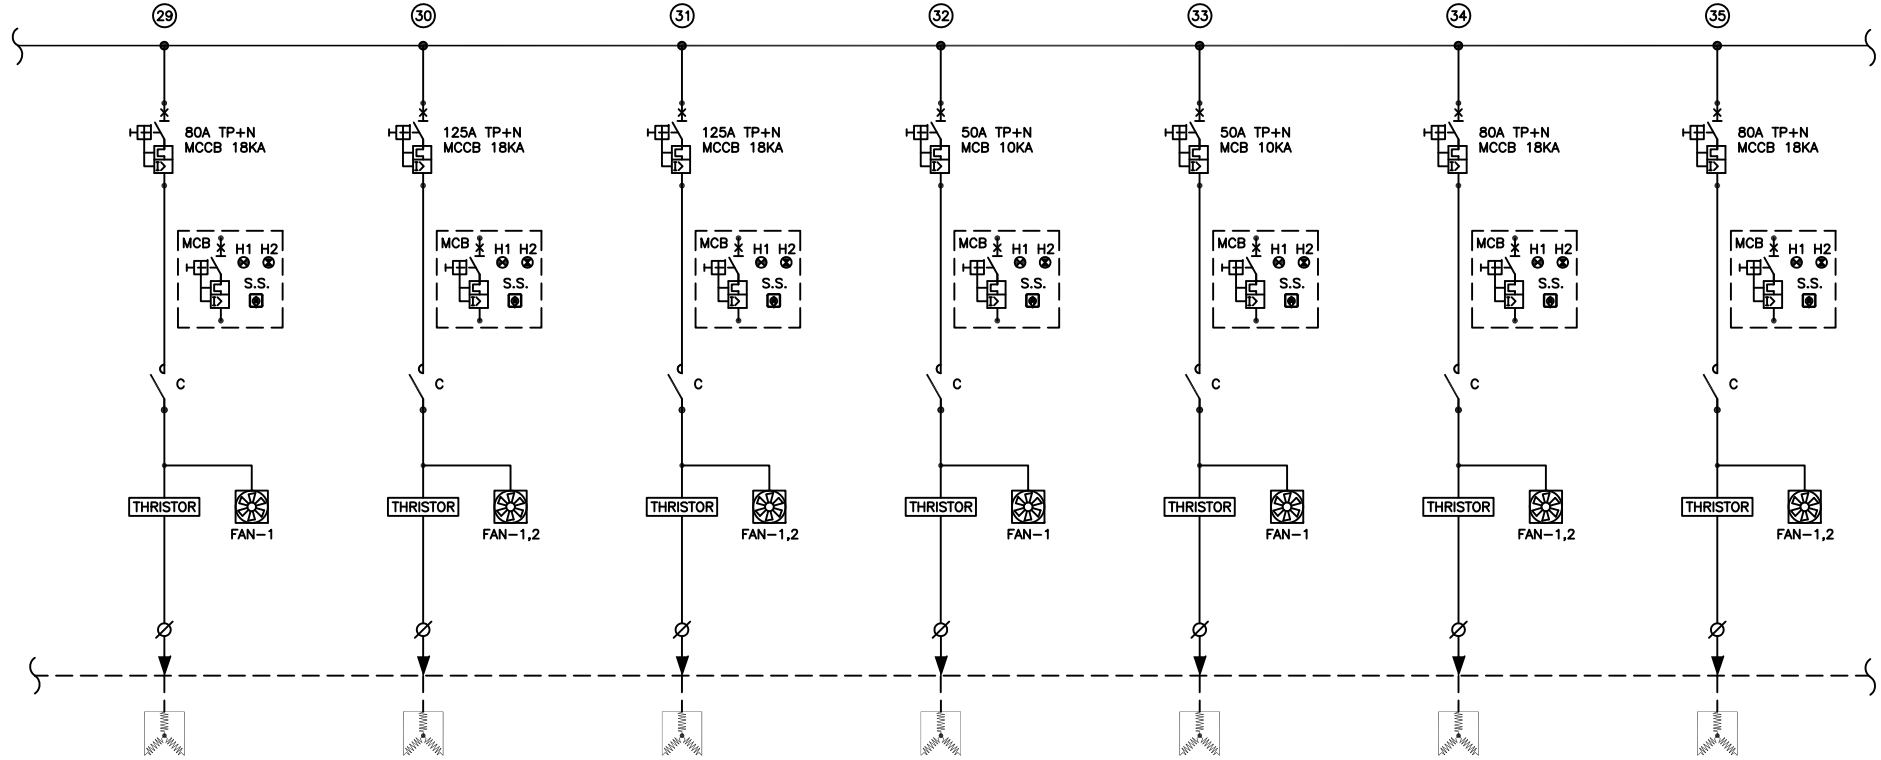 29 30 31 32 33 34 35
80A TP+N 125A TP+N 125A TP+N 50A TP+N 50A TP+N 80A TP+N 80A TP+N
MCCB 18KA MCCB 18KA MCCB 18KA MCB 10KA MCB 10KA MCCB 18KA MCCB 18KA
MCB H1 H2 MCB H1 H2 MCB H1 H2 MCB H1 H2 MCB H1 H2 MCB H1 H2 MCB H1 H2
S.S. S.S. S.S. S.S. S.S. S.S. S.S.
C C C C C C C
THRISTOR THRISTOR THRISTOR THRISTOR THRISTOR THRISTOR THRISTOR
FAN-1 FAN-1,2 FAN-1,2 FAN-1 FAN-1 FAN-1,2 FAN-1,2